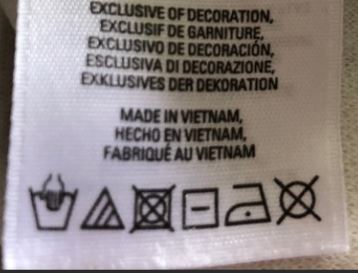 EXCLUSIVE OF DECORATION,
EXCLUSIF DE GARNITURE,
EXCLUSIVO DE DECORACIÓN,
ESCLUSIVA DI DECORAZIONE,
EXKLUSIVES DER DEKORATION
MADE IN VIETNAM,
HECHO EN VIETNAM,
FABRIQUÉ AU VIETNAM